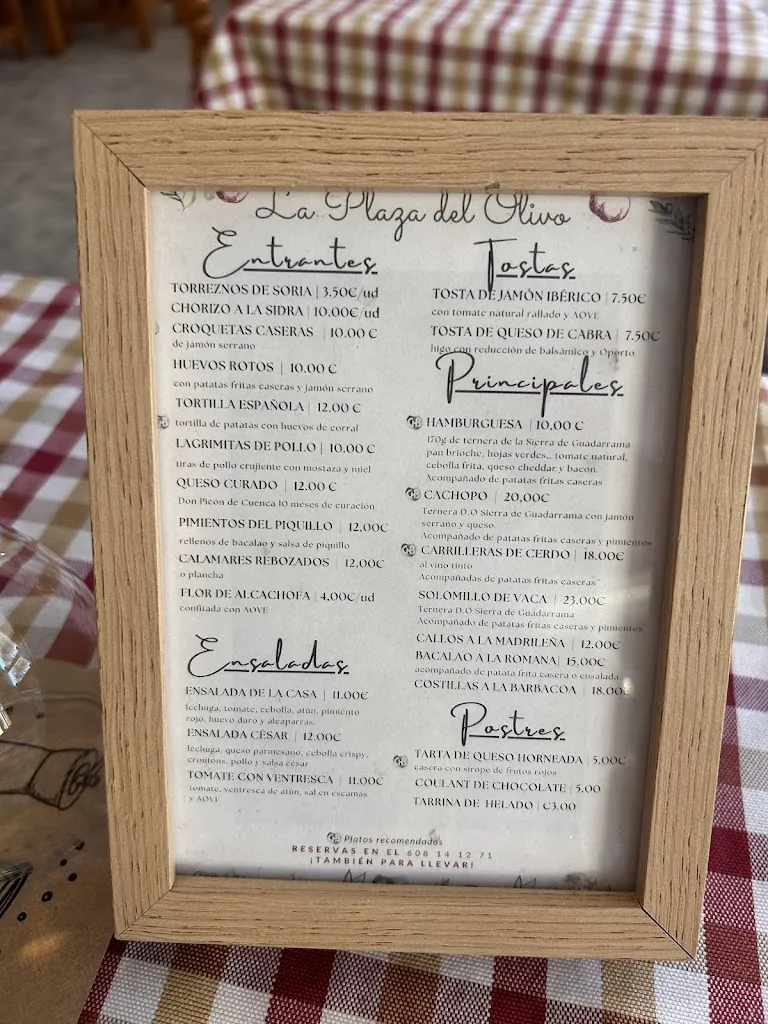 La Plaza del Olivo
Entrantes
TORREZNOS DE SORIA | 3.50€/ud
CHORIZO A LA SIDRA | 10.00€/ud
CROQUETAS CASERAS | 10.00 €
de jamón serrano
HUEVOS ROTOS | 10.00 €
con patatas fritas caseras y jamón serrano
TORTILLA ESPAÑOLA | 12.00 €
tortilla de patatas con huevos de corral
LAGRIMITAS DE POLLO | 10.00 €
tiras de pollo crujiente con mostaza y miel
QUESO CURADO | 12.00 €
Don Picon de Cuenca 10 meses de curación
PIMIENTOS DEL PIQUILLO | 12,00€
rellenos de bacalao y salsa de piquillo
CALAMARES REBOZADOS | 12,00€
o plancha
FLOR DE ALCACHOFA | 4,00€/ud
confitada con AOVE
Ensaladas
ENSALADA DE LA CASA | 11.00€
lechuga, tomate, cebolla, atún, pimiento
rojo, huevo duro y alcaparras.
ENSALADA CÉSAR | 12.00€
lechuga, queso parmesano, cebolla crispy,
croutons, pollo y salsa césar
TOMATE CON VENTRESCA | 11.00€
tomate, ventresca de atún, sal en escamas
y AOVE
Tostas
TOSTA DE JAMÓN IBÉRICO | 7.50€
con tomate natural rallado y AOVE
TOSTA DE QUESO DE CABRA | 7.50€
higo con reducción de balsámico y Oporto
Principales
HAMBURGUESA | 10,00 €
170g de ternera de la Sierra de Guadarrama
pan brioche, hojas verdes,, tomate natural,
cebolla frita, queso cheddar y bacon.
Acompañado de patatas fritas caseras
CACHOPO | 20,00€
Ternera D.O Sierra de Guadarrama con jamón
serrano y queso
Acompañado de patatas fritas caseras y pimientos
CARRILLERAS DE CERDO | 18.00€
al vino tinto
Acompañadas de patatas fritas caseras
SOLOMILLO DE VACA | 23.00€
Ternera D.O Sierra de Guadarrama
Acompañado de patatas fritas caseras y pimientos
CALLOS A LA MADRILEÑA | 12.00€
BACALAO A LA ROMANA| 15,00€
acompañado de patata frita casera o ensalada
COSTILLAS A LA BARBACOA | 18.00€
Postres
TARTA DE QUESO HORNEADA | 5.00€
casera con sirope de frutos rojos
COULANT DE CHOCOLATE | 5.00
TARRINA DE HELADO | €3.00
Platos recomendados
RESERVAS EN EL 608 14 12 71
¡TAMBIÉN PARA LLEVAR!